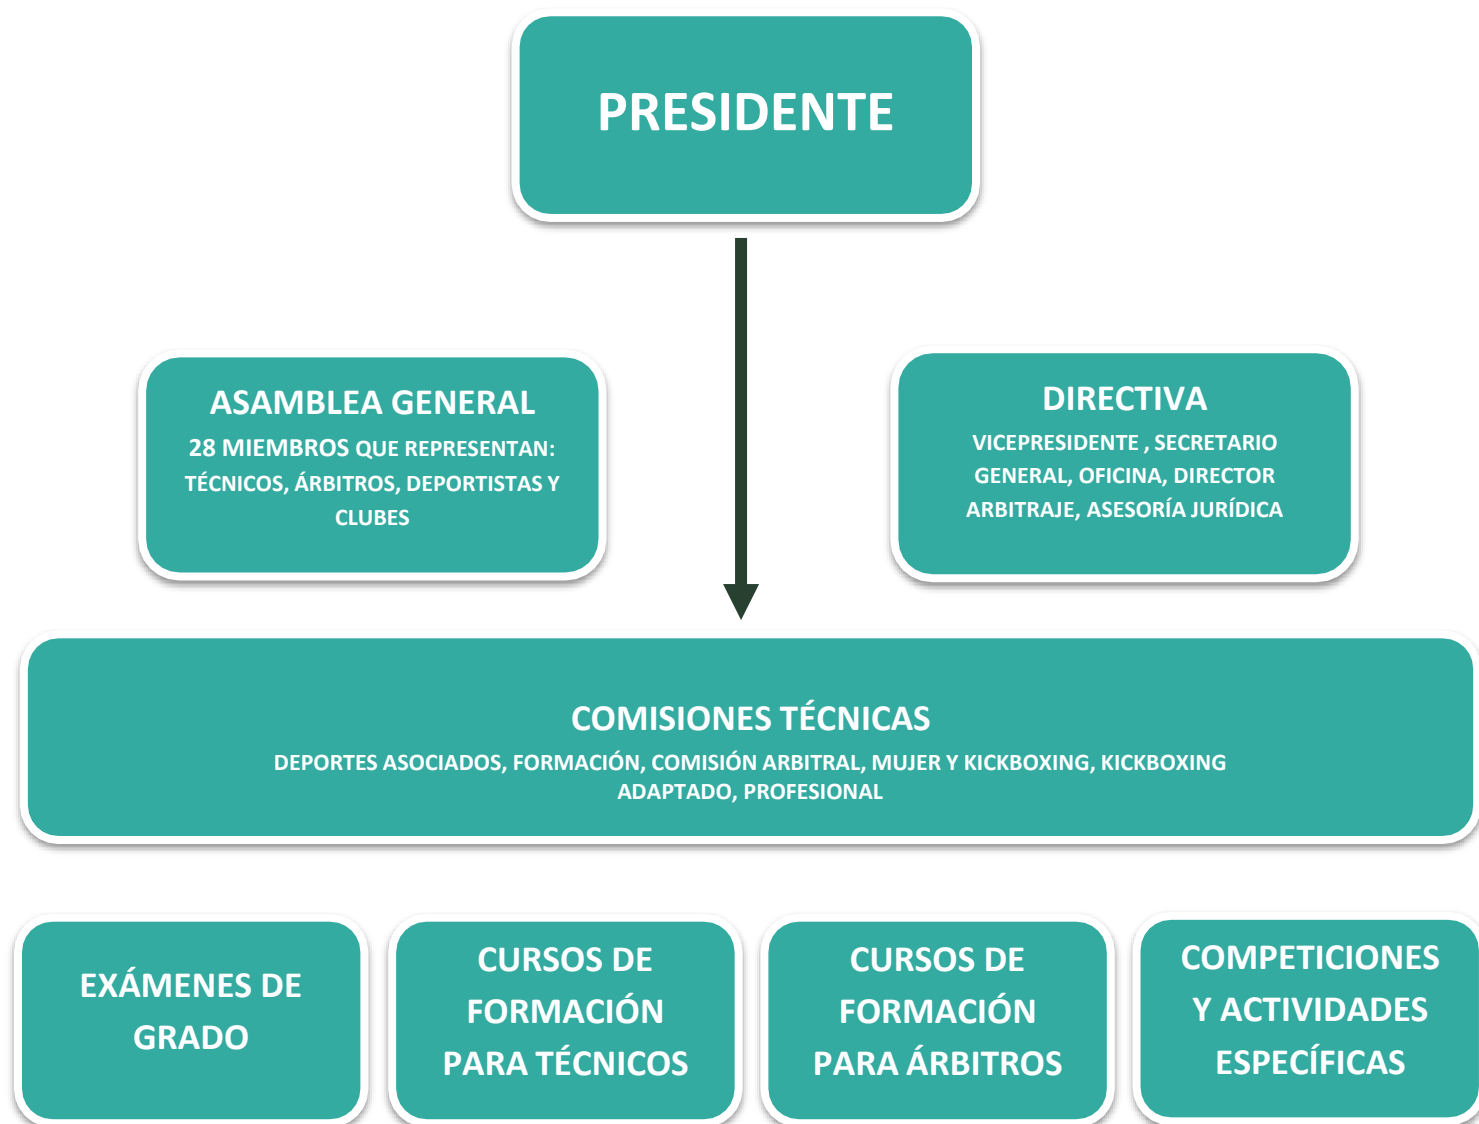 PRESIDENTE
ASAMBLEA GENERAL
28 MIEMBROS QUE REPRESENTAN:
TÉCNICOS, ÁRBITROS, DEPORTISTAS Y
CLUBES
DIRECTIVA
VICEPRESIDENTE , SECRETARIO
GENERAL, OFICINA, DIRECTOR
ARBITRAJE, ASESORÍA JURÍDICA
COMISIONES TÉCNICAS
DEPORTES ASOCIADOS, FORMACIÓN, COMISIÓN ARBITRAL, MUJER Y KICKBOXING, KICKBOXING
ADAPTADO, PROFESIONAL
EXÁMENES DE
GRADO
CURSOS DE
FORMACIÓN
PARA TÉCNICOS
CURSOS DE
FORMACIÓN
PARA ÁRBITROS
COMPETICIONES
Y ACTIVIDADES
ESPECÍFICAS